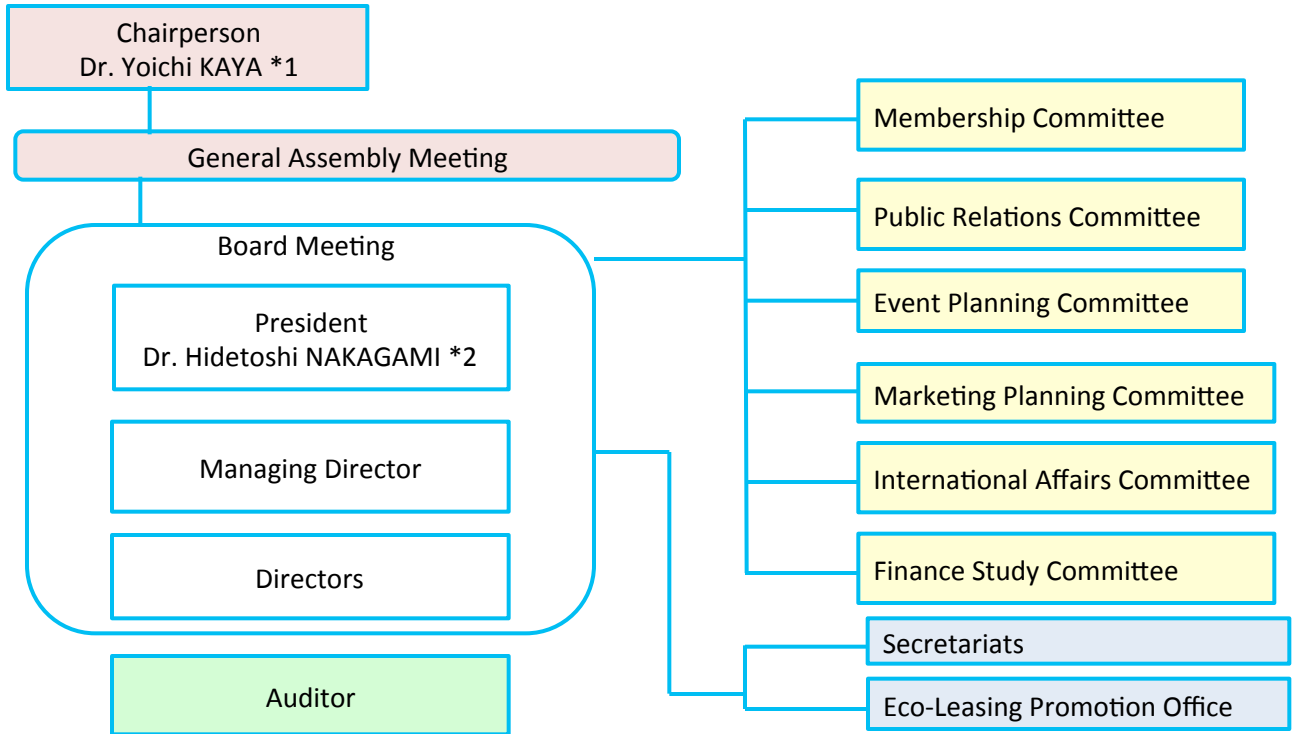 Chairperson
Dr. Yoichi KAYA *1
General Assembly Meeting
Board Meeting
President
Dr. Hidetoshi NAKAGAMI *2
Managing Director
Directors
Auditor
Membership Committee
Public Relations Committee
Event Planning Committee
Marketing Planning Committee
International Affairs Committee
Finance Study Committee
Secretariats
Eco-Leasing Promotion Office